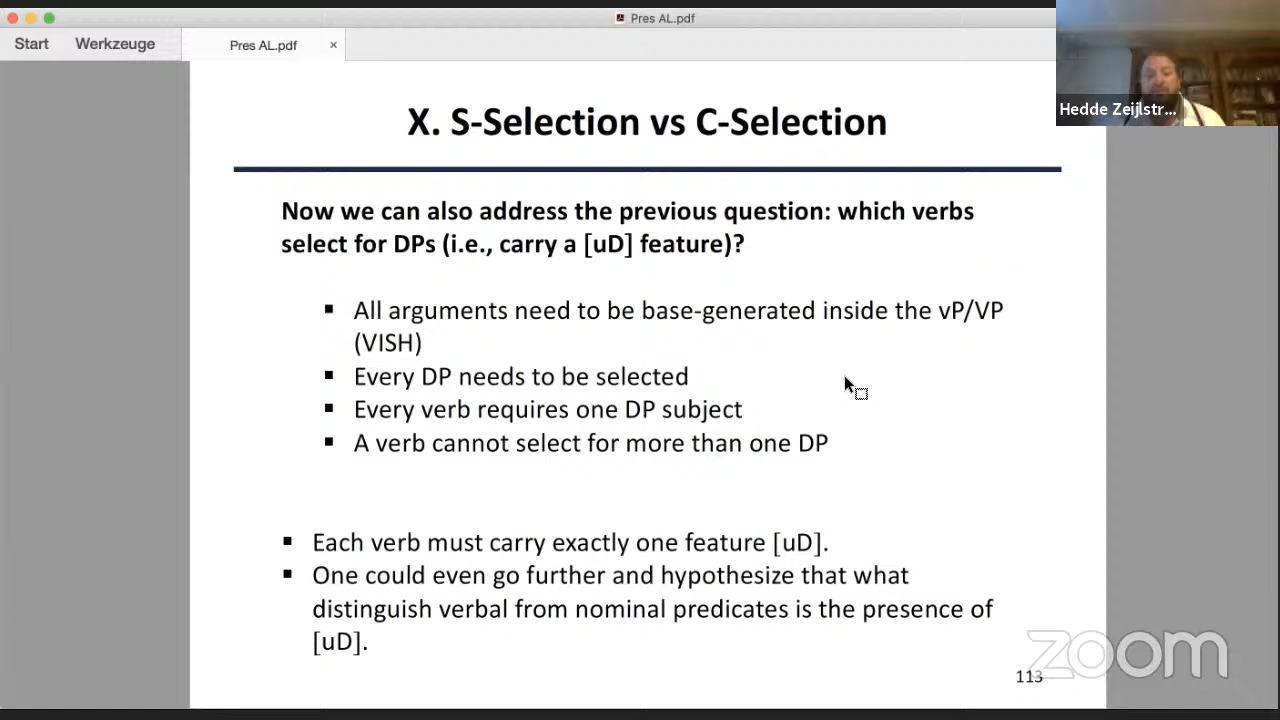 Pres AL.pdf
Start Werkzeuge Pres AL.pdf ×
Hedde Zeijlstr...
X. S-Selection vs C-Selection
Now we can also address the previous question: which verbs
select for DPs (i.e., carry a [uD] feature)?
▪ All arguments need to be base-generated inside the vP/VP
(VISH)
▪ Every DP needs to be selected
▪ Every verb requires one DP subject
▪ A verb cannot select for more than one DP
▪ Each verb must carry exactly one feature [uD].
▪ One could even go further and hypothesize that what
distinguish verbal from nominal predicates is the presence of
[uD].
zoom
113